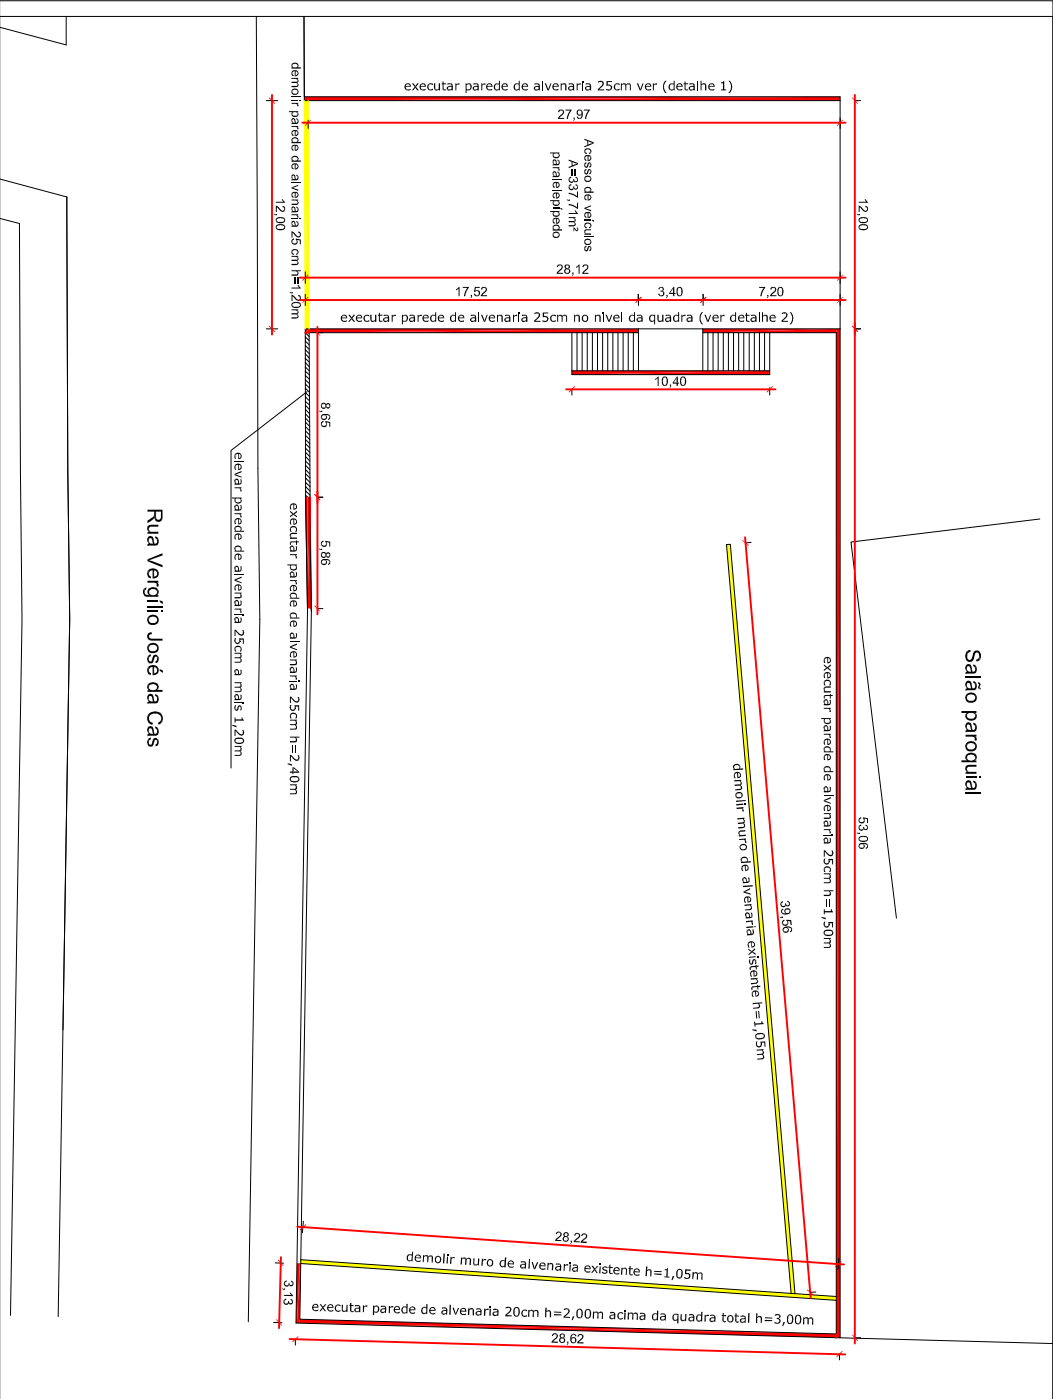 executar parede de alvenaria 25cm ver (detalhe 1)
27,97
demolir parede de alvenaria 25 cm h=1,20m
12,00
Acesso de veículos
A=337,71m²
paralelepípedo
12,00
28,12
17,52
3,40
7,20
executar parede de alvenaria 25cm no nível da quadra (ver detalhe 2)
10,40
8,65
5,86
elevar parede de alvenaria 25cm a mais 1,20m
executar parede de alvenaria 25cm h=2,40m
Rua Vergílio José da Cas
Salão paroquial
executar parede de alvenaria 25cm h=1,50m
53,06
demolir muro de alvenaria existente h=1,05m
39,56
28,22
demolir muro de alvenaria existente h=1,05m
3,13
executar parede de alvenaria 20cm h=2,00m acima da quadra total h=3,00m
28,62